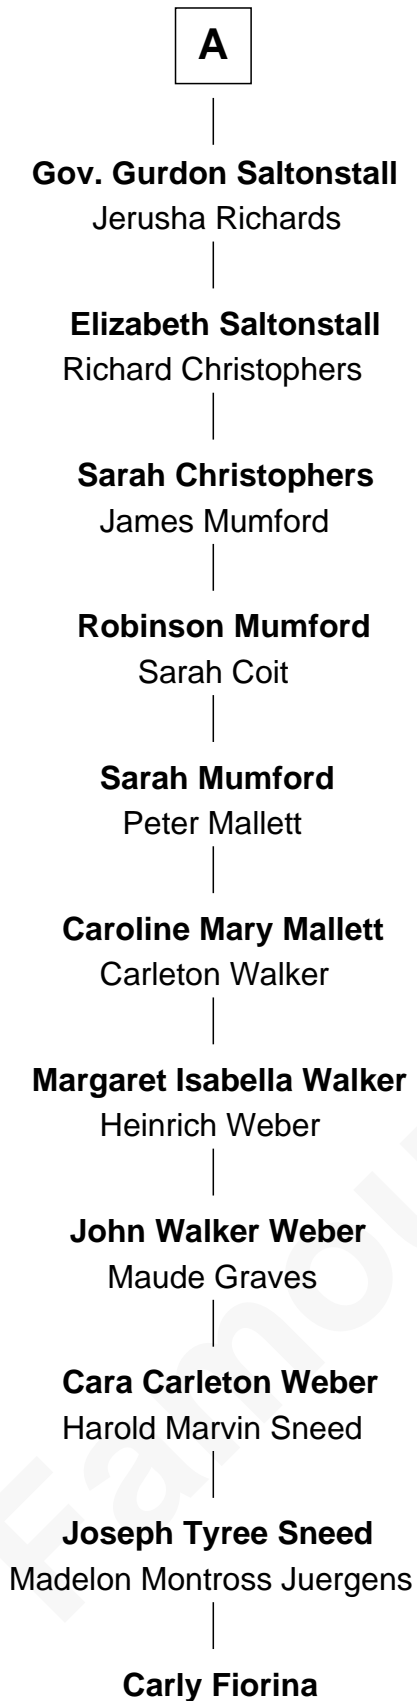 A
Gov. Gurdon Saltonstall
Jerusha Richards
Elizabeth Saltonstall
Richard Christophers
Sarah Christophers
James Mumford
Robinson Mumford
Sarah Coit
Sarah Mumford
Peter Mallett
Caroline Mary Mallett
Carleton Walker
Margaret Isabella Walker
Heinrich Weber
John Walker Weber
Maude Graves
Cara Carleton Weber
Harold Marvin Sneed
Joseph Tyree Sneed
Madelon Montross Juergens
Carly Fiorina
Famou